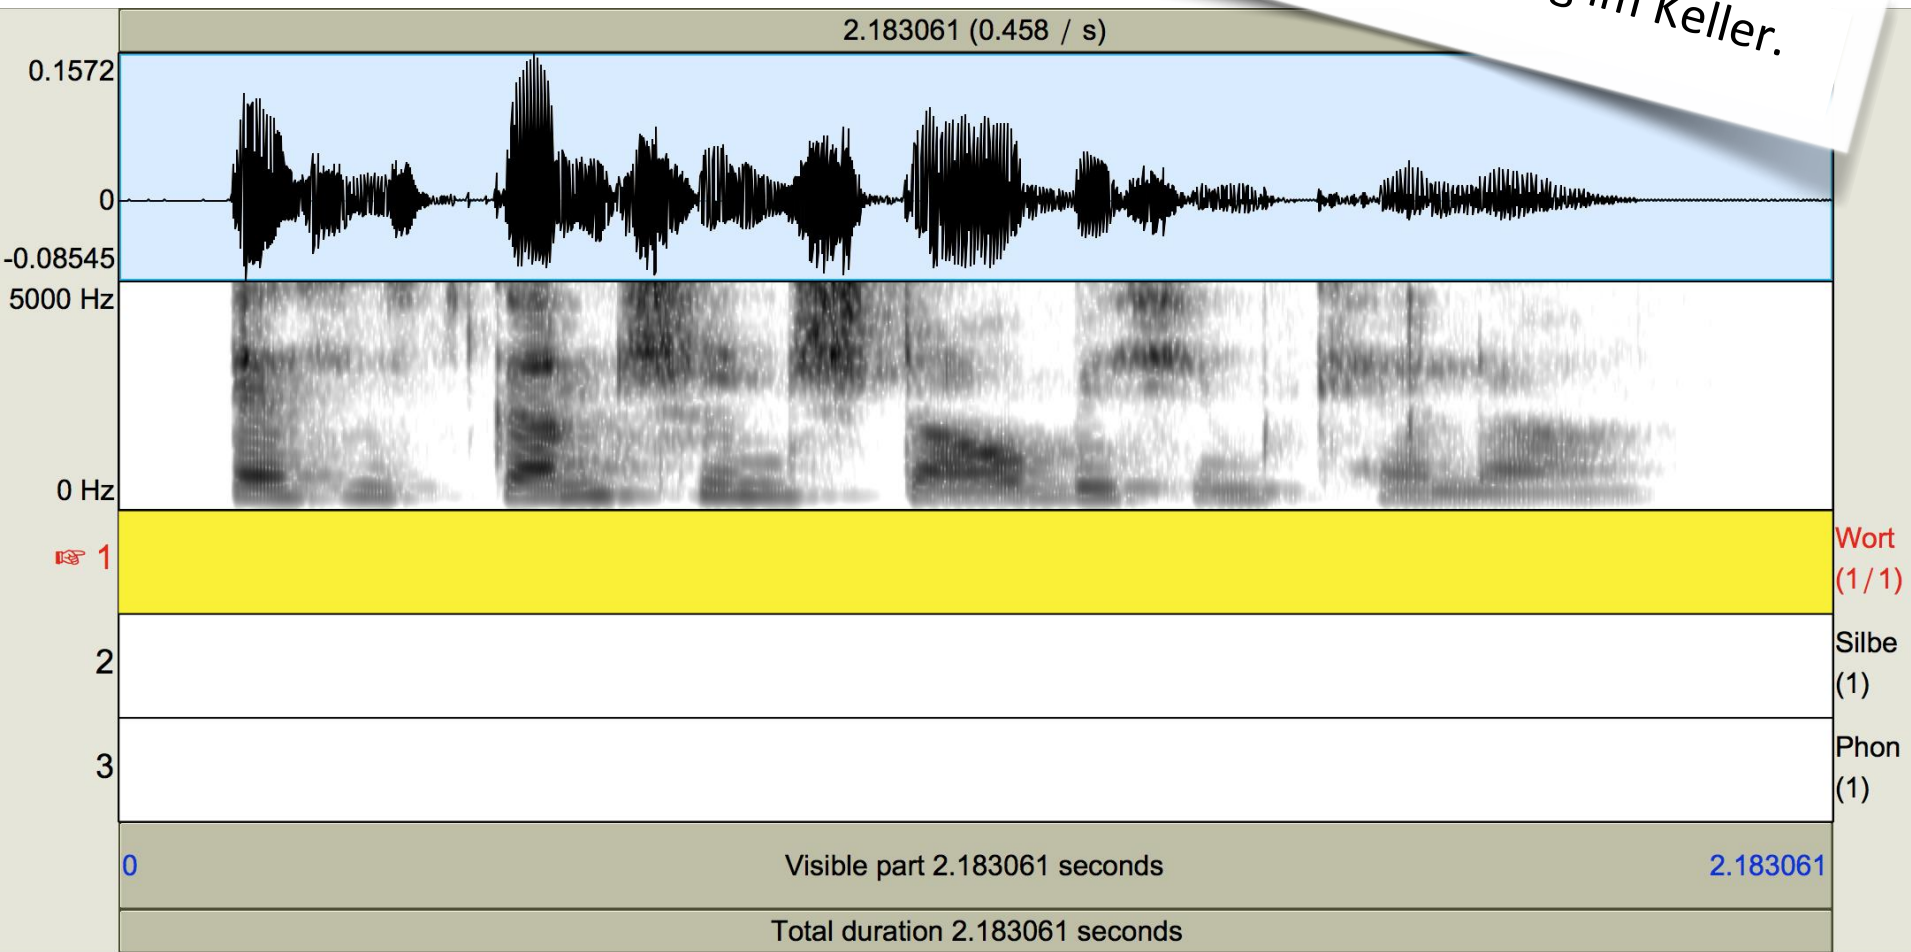 im Keller.
2.183061 (0.458 / s)
0.1572
0
-0.08545
5000 Hz
0 Hz
☞ 1
Wort
(1/1)
2
Silbe
(1)
3
Phon
(1)
0
Visible part 2.183061 seconds
2.183061
Total duration 2.183061 seconds